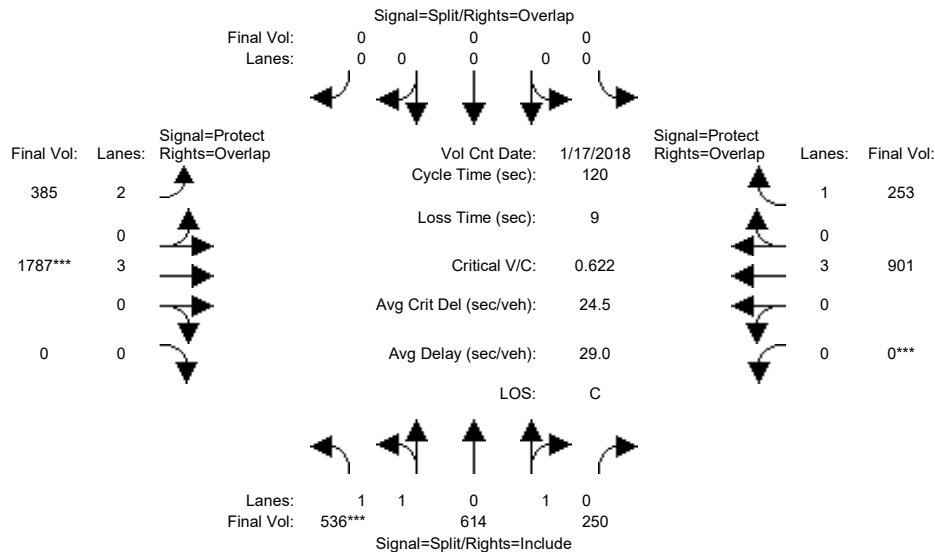 Signal=Split/Rights=Overlap
Final Vol: 0 0 0
Lanes: 0 0 0 0 0
Signal=Protect Signal=Protect
Final Vol: Lanes: Rights=Overlap Vol Cnt Date: 1/17/2018 Rights=Overlap Lanes: Final Vol:
Cycle Time (sec): 120
385 2 1 253
Loss Time (sec): 9
0 0
1787*** 3 Critical V/C: 0.622 3 901
0 Avg Crit Del (sec/veh): 24.5 0
0 0 Avg Delay (sec/veh): 29.0 0 0***
LOS: C
Lanes: 1 1 0 1 0
Final Vol: 536*** 614 250
Signal=Split/Rights=Include